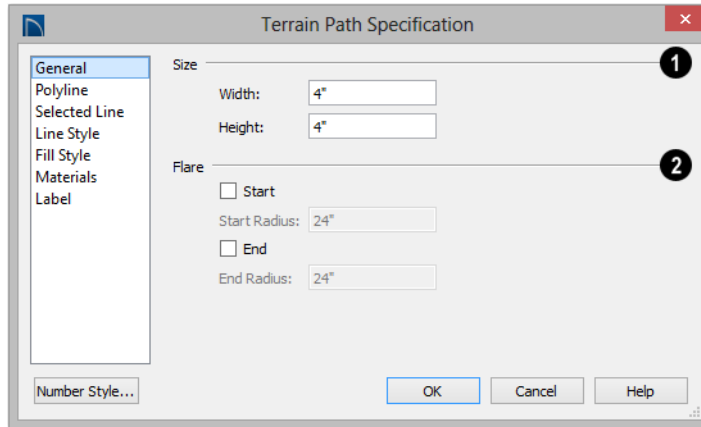 Terrain Path Specification
General
Polyline
Selected Line
Line Style
Fill Style
Materials
Label
Size
1
Width: 4"
Height: 4"
Flare
2
Start
Start Radius: 24"
End
End Radius: 24"
Number Style...
OK
Cancel
Help